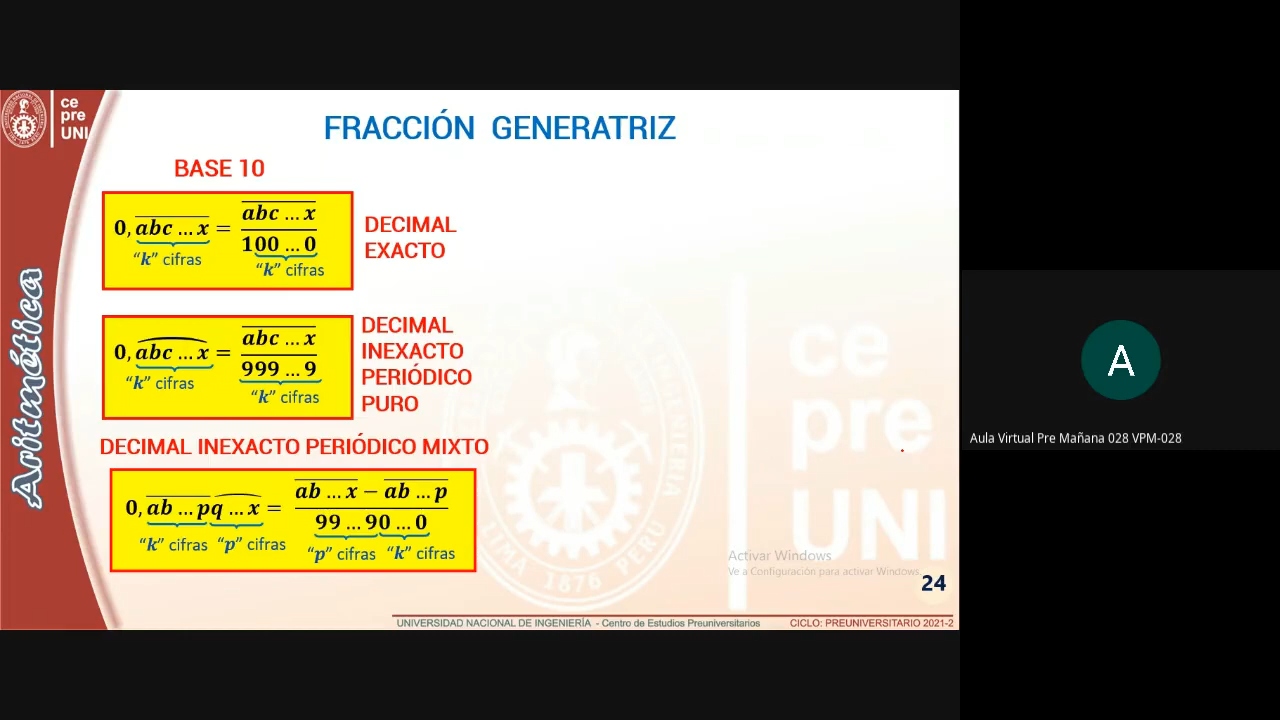 ce
pre
UNI
FRACCIÓN GENERATRIZ
BASE 10
0, abc ... x = abc ... x / 100 ... 0
"k" cifras
"k" cifras
DECIMAL
EXACTO
0, abc ... x = abc ... x / 999 ... 9
"k" cifras
"k" cifras
DECIMAL
INEXACTO
PERIÓDICO
PURO
DECIMAL INEXACTO PERIÓDICO MIXTO
0, ab ... pq ... x = ab ... x − ab ... p / 99 ... 90 ... 0
"k" cifras "p" cifras
"p" cifras "k" cifras
Aritmética
ce
pre
UNI
LIMA 1876 PERU
Activar Windows
Ve a Configuración para activar Windows.
24
UNIVERSIDAD NACIONAL DE INGENIERÍA - Centro de Estudios Preuniversitarios CICLO: PREUNIVERSITARIO 2021-2
A
Aula Virtual Pre Mañana 028 VPM-028